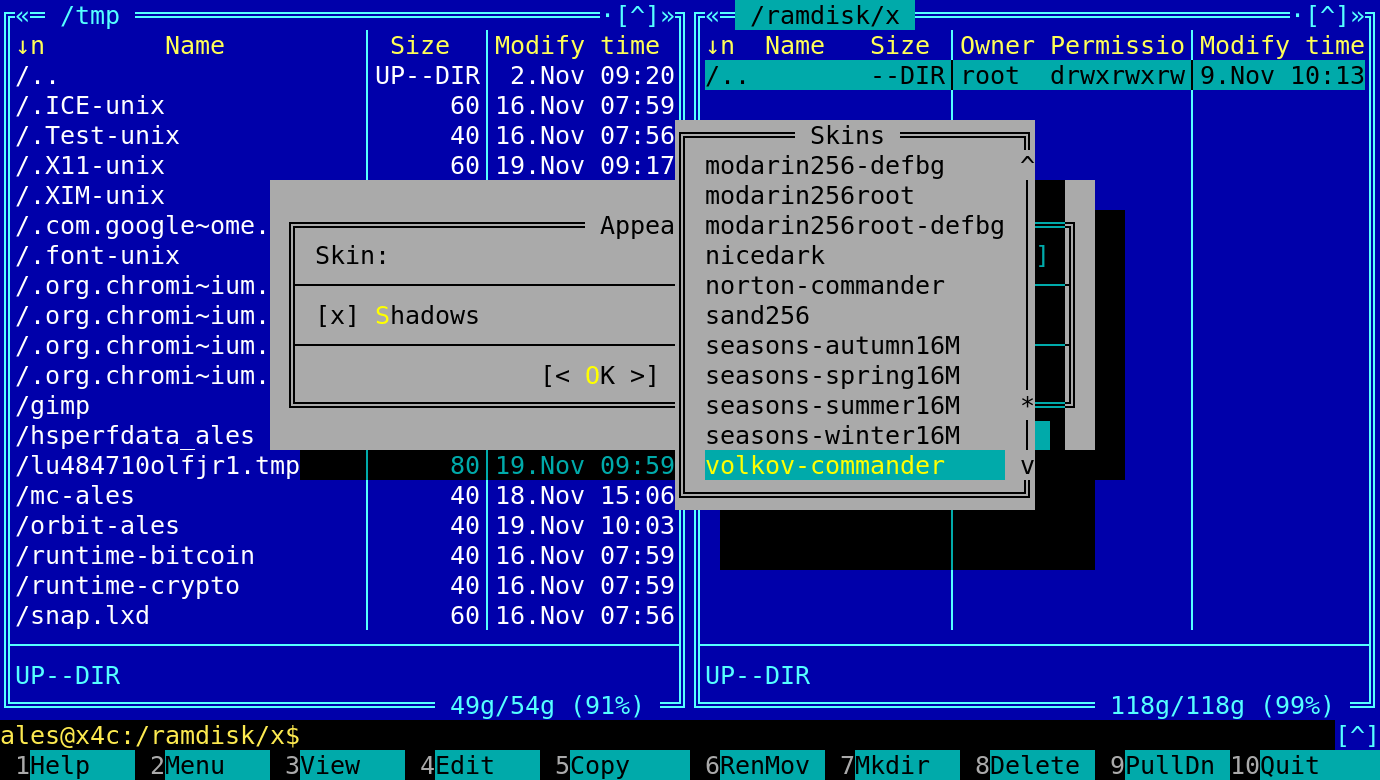 «═ /tmp ═·[^]» «═ /ramdisk/x ═·[^]»
↓n Name Size Modify time ↓n Name Size Owner Permissio Modify time
/.. UP--DIR 2.Nov 09:20 /.. --DIR root drwxrwxrw 9.Nov 10:13
/.ICE-unix 60 16.Nov 07:59
/.Test-unix 40 16.Nov 07:56 Skins
/.X11-unix 60 19.Nov 09:17 modarin256-defbg ^
/.XIM-unix modarin256root
/.com.google~ome. Appea modarin256root-defbg
/.font-unix Skin: nicedark ]
/.org.chromi~ium. norton-commander
/.org.chromi~ium. [x] Shadows sand256
/.org.chromi~ium. seasons-autumn16M
/.org.chromi~ium. [< OK >] seasons-spring16M
/gimp seasons-summer16M *
/hsperfdata_ales seasons-winter16M
/lu484710olfjr1.tmp 80 19.Nov 09:59 volkov-commander v
/mc-ales 40 18.Nov 15:06
/orbit-ales 40 19.Nov 10:03
/runtime-bitcoin 40 16.Nov 07:59
/runtime-crypto 40 16.Nov 07:59
/snap.lxd 60 16.Nov 07:56
UP--DIR UP--DIR
49g/54g (91%) 118g/118g (99%)
ales@x4c:/ramdisk/x$ [^]
1Help 2Menu 3View 4Edit 5Copy 6RenMov 7Mkdir 8Delete 9PullDn 10Quit